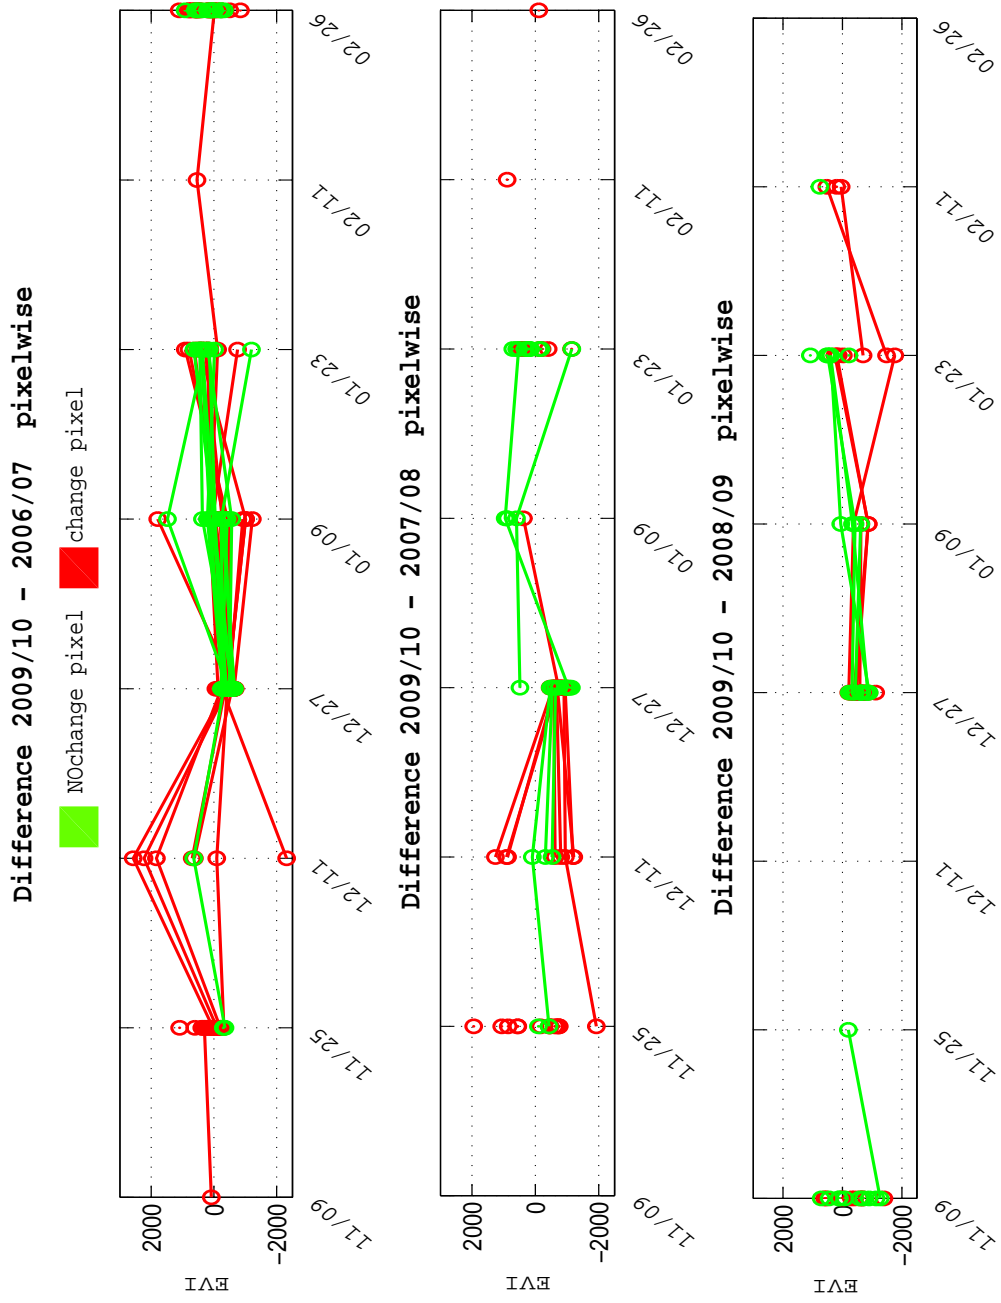 Difference 2009/10 - 2006/07 pixelwise
NOchange pixel change pixel
EVI
2000
0
-2000
11/09 11/25 12/11 12/27 01/09 01/23 02/11 02/26
Difference 2009/10 - 2007/08 pixelwise
EVI
2000
0
-2000
11/09 11/25 12/11 12/27 01/09 01/23 02/11 02/26
Difference 2009/10 - 2008/09 pixelwise
EVI
2000
0
-2000
11/09 11/25 12/11 12/27 01/09 01/23 02/11 02/26